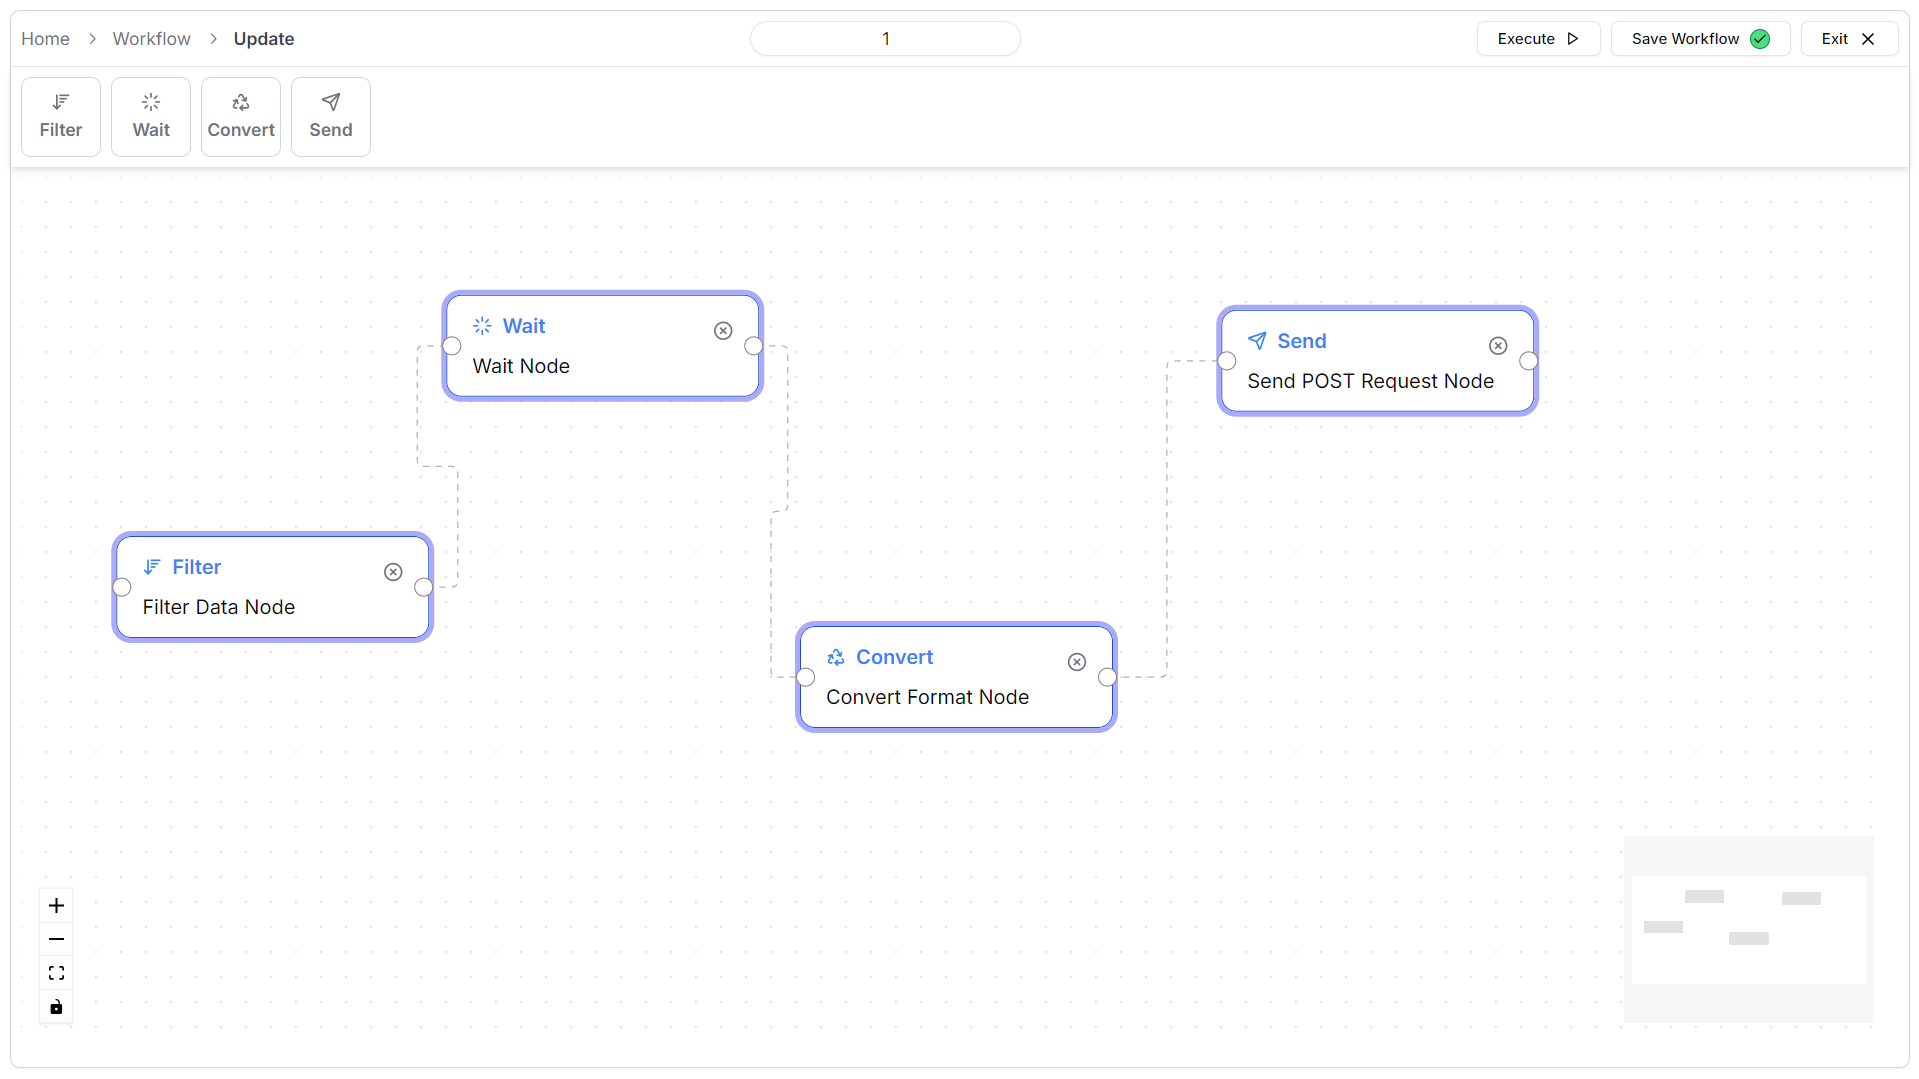 Home
Workflow
Update
1
Execute
Save Workflow
Exit
Filter
Wait
Convert
Send
Wait
Wait Node
Send
Send POST Request Node
Filter
Filter Data Node
Convert
Convert Format Node